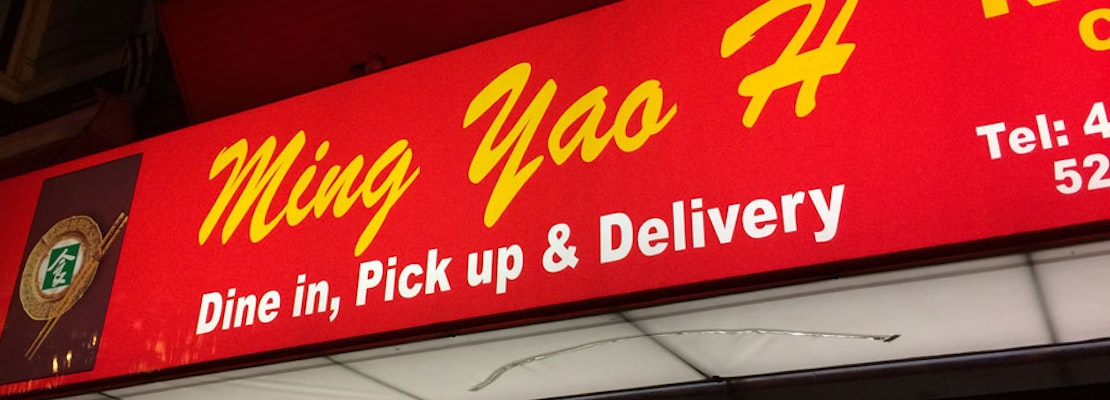 Ming Yao H
Dine in, Pick up & Delivery
Tel: 4
52